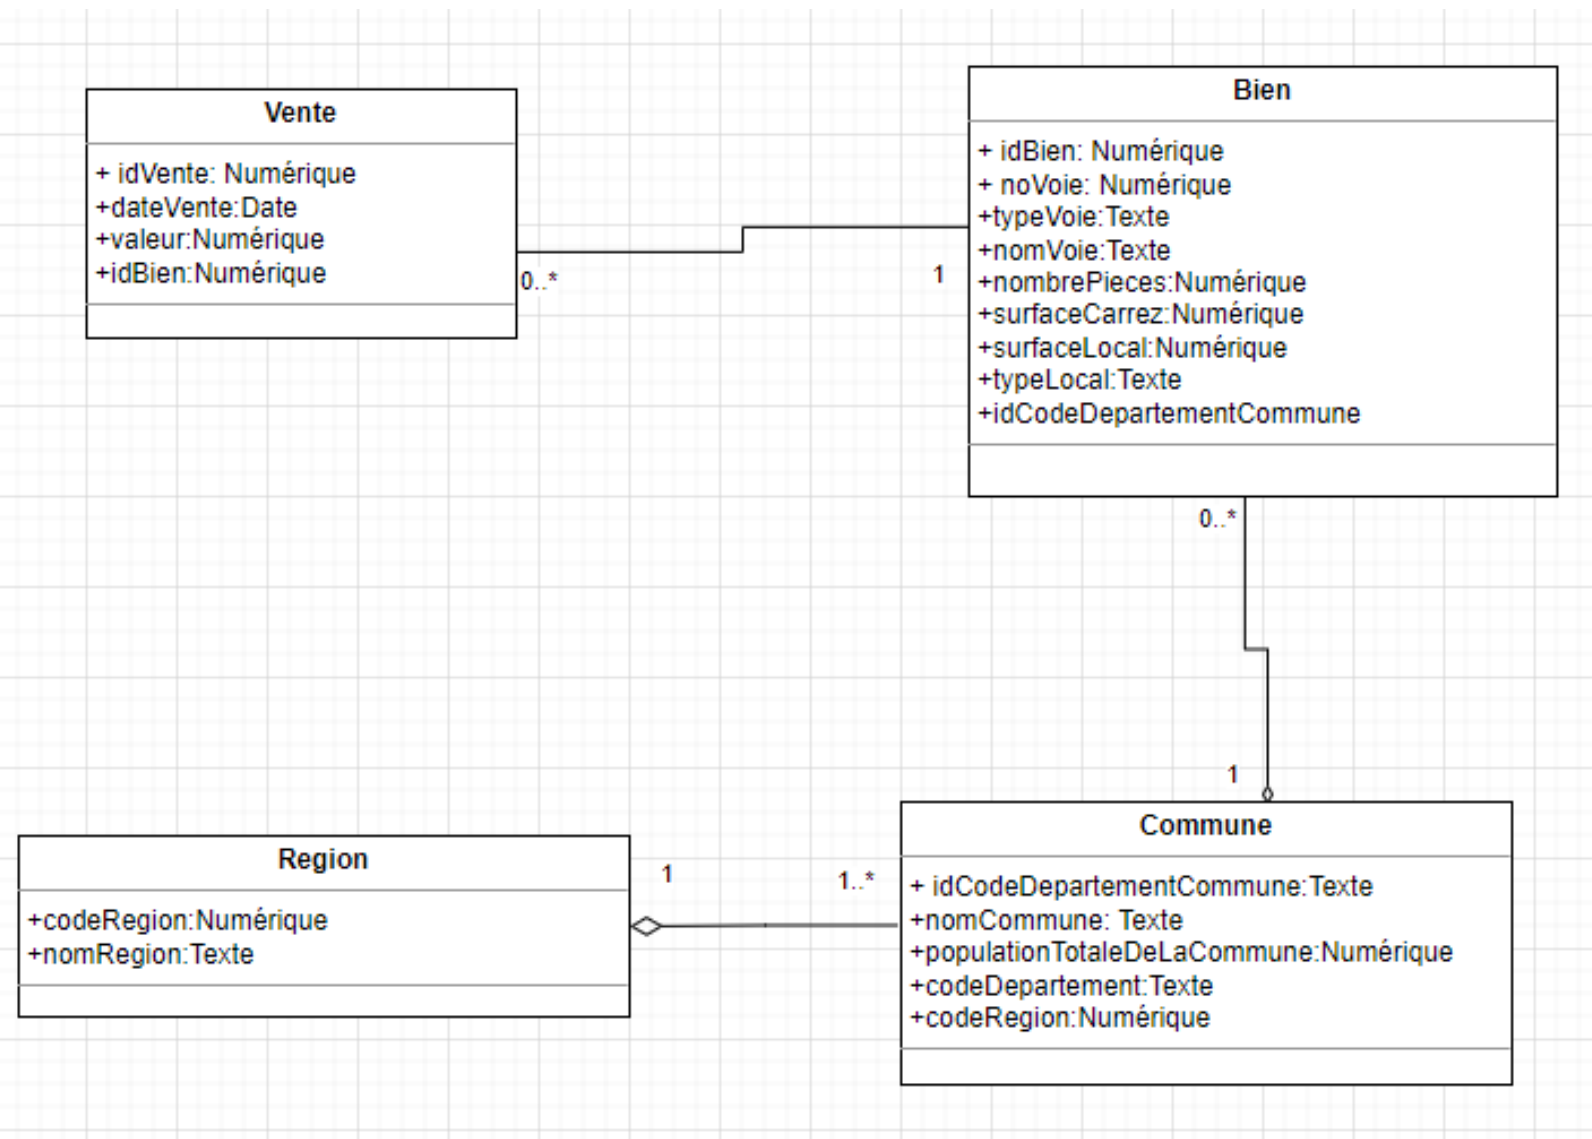 Vente
+ idVente: Numérique
+dateVente:Date
+valeur:Numérique
+idBien:Numérique
0..*
1
Bien
+ idBien: Numérique
+ noVoie: Numérique
+typeVoie:Texte
+nomVoie:Texte
+nombrePieces:Numérique
+surfaceCarrez:Numérique
+surfaceLocal:Numérique
+typeLocal:Texte
+idCodeDepartementCommune
0..*
1
Region
+codeRegion:Numérique
+nomRegion:Texte
1
1..*
Commune
+ idCodeDepartementCommune:Texte
+nomCommune: Texte
+populationTotaleDeLaCommune:Numérique
+codeDepartement:Texte
+codeRegion:Numérique